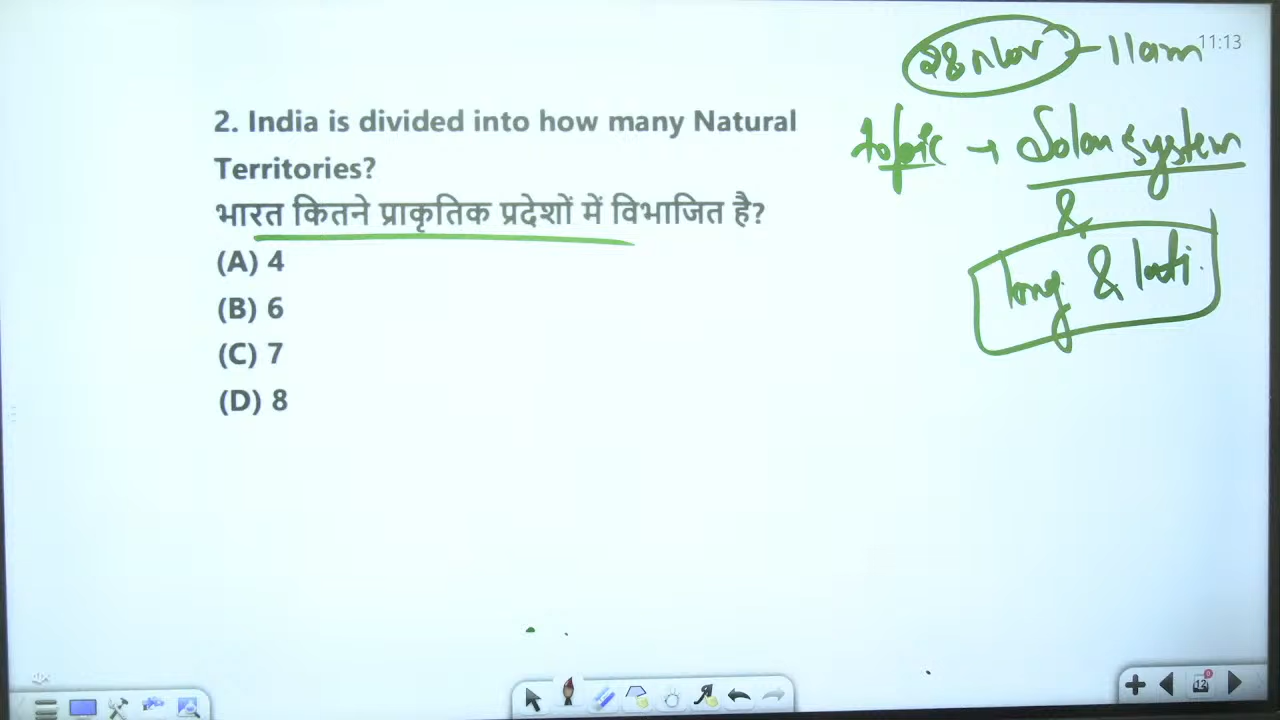 28 nov - 11am
11:13
2. India is divided into how many Natural
Territories?
भारत कितने प्राकृतिक प्रदेशों में विभाजित है?
(A) 4
(B) 6
(C) 7
(D) 8
topic → Solar system
&
long & lati.
12